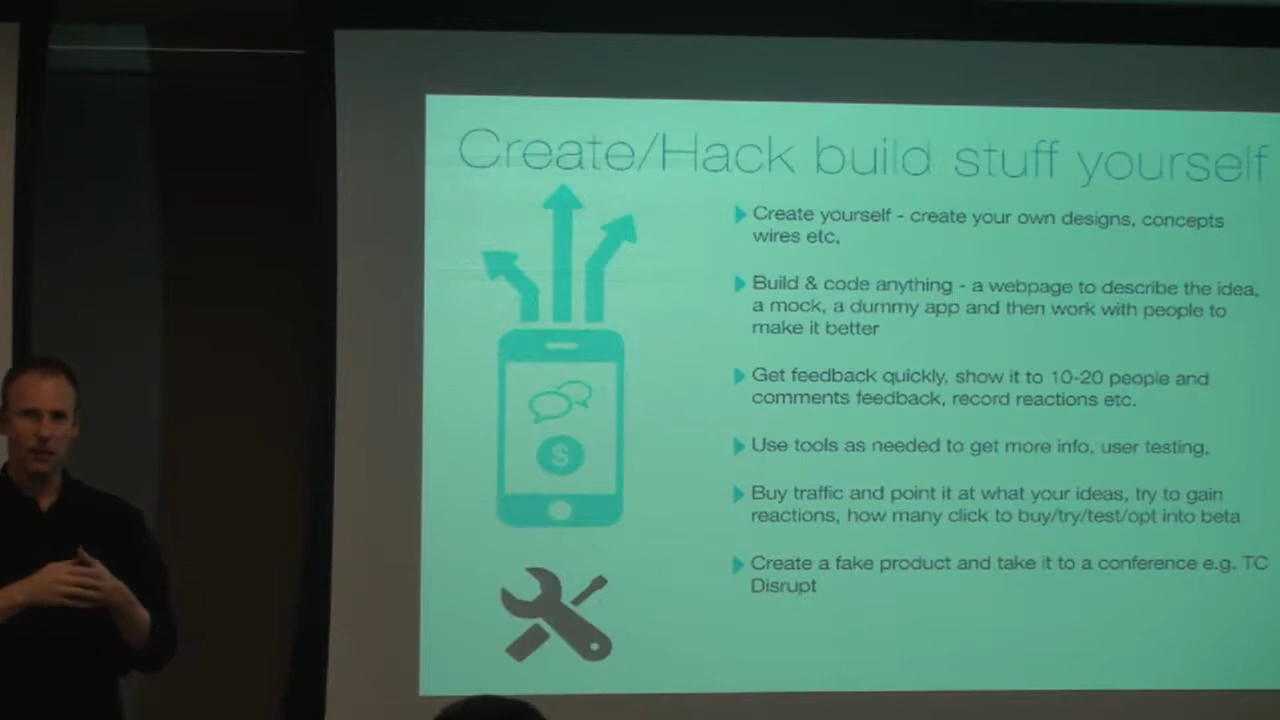 Create/Hack build stuff yourself
Create yourself - create your own designs, concepts
wires etc.
Build & code anything - a webpage to describe the idea,
a mock, a dummy app and then work with people to
make it better
Get feedback quickly, show it to 10-20 people and
comments feedback, record reactions etc.
Use tools as needed to get more info, user testing.
Buy traffic and point it at what your ideas, try to gain
reactions, how many click to buy/try/test/opt into beta
Create a fake product and take it to a conference e.g. TC
Disrupt
$